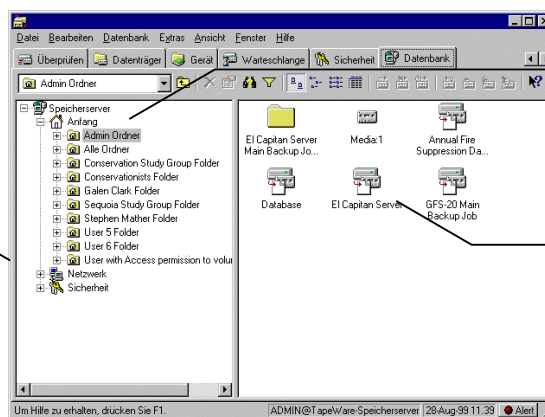 Datei Bearbeiten Datenbank Extras Ansicht Fenster Hilfe
Überprüfen Datenträger Gerät Warteschlange Sicherheit Datenbank
Admin Ordner
Speicherserver
Anfang
Admin Ordner
Alle Ordner
Conservation Study Group Folder
Conservationists Folder
Galen Clark Folder
Sequoia Study Group Folder
Stephen Mather Folder
User 5 Folder
User 6 Folder
User with Access permission to volu
Netzwerk
Sicherheit
El Capitan Server
Main Backup Jo...
Media:1
Annual Fire
Suppression Da...
Database
El Capitan Server
GFS-20 Main
Backup Job
Um Hilfe zu erhalten, drücken Sie F1.
ADMIN@TapeWare-Speicherserver 28-Aug-99 11.39 Alert